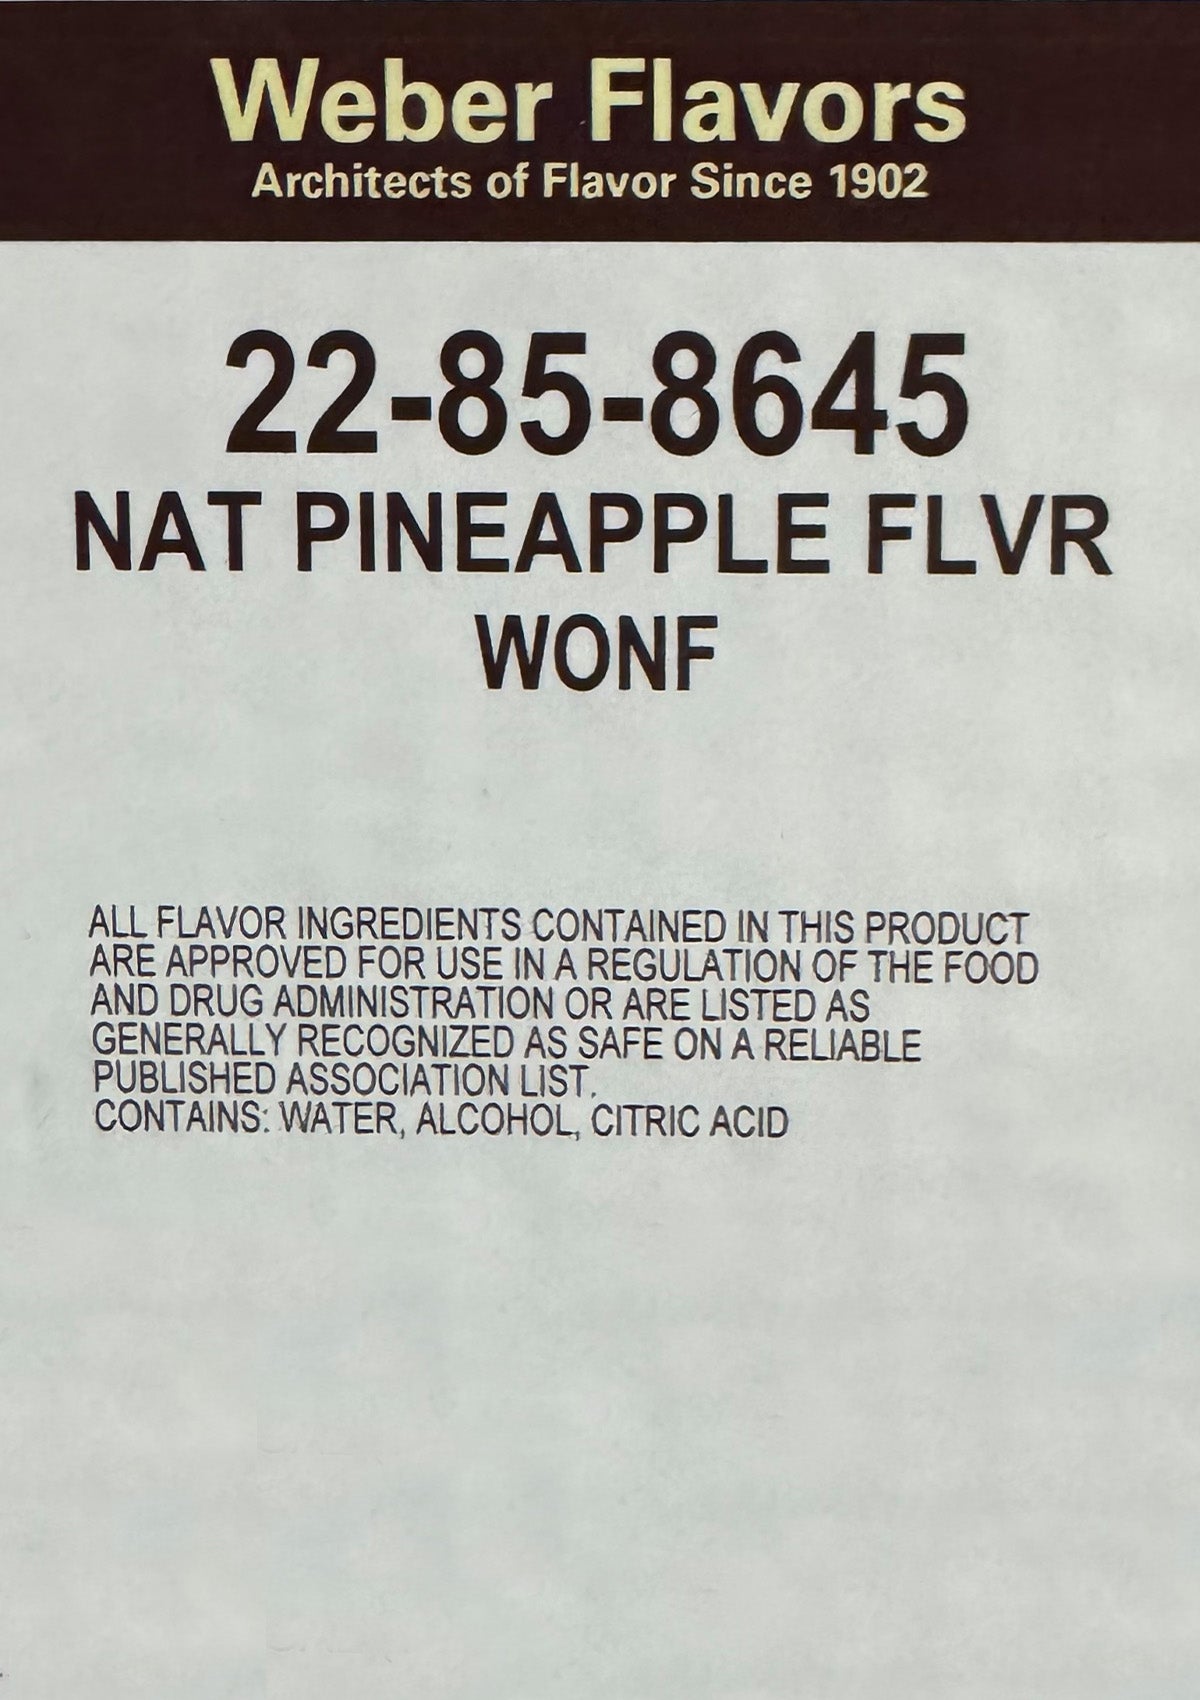 Weber Flavors
Architects of Flavor Since 1902
22-85-8645
NAT PINEAPPLE FLVR
WONF
ALL FLAVOR INGREDIENTS CONTAINED IN THIS PRODUCT
ARE APPROVED FOR USE IN A REGULATION OF THE FOOD
AND DRUG ADMINISTRATION OR ARE LISTED AS
GENERALLY RECOGNIZED AS SAFE ON A RELIABLE
PUBLISHED ASSOCIATION LIST.
CONTAINS: WATER, ALCOHOL, CITRIC ACID